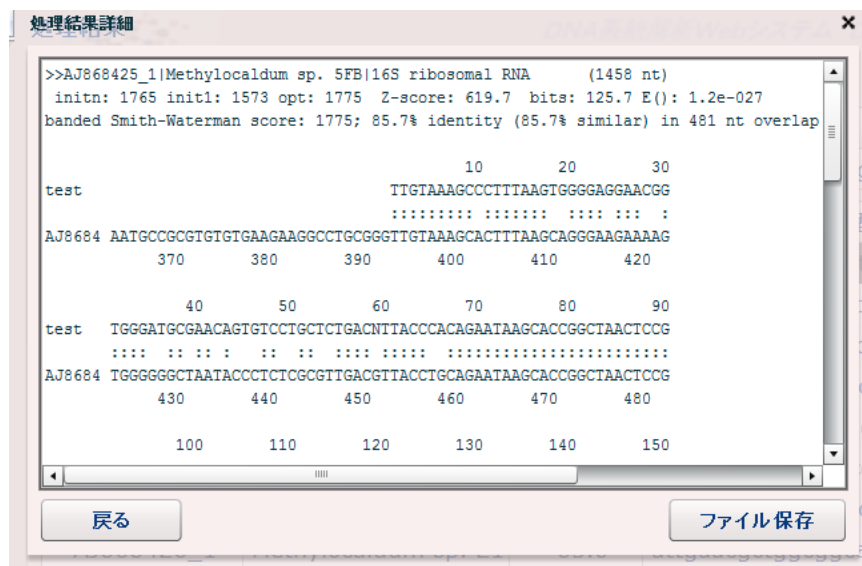 処理結果詳細
>>AJ868425_1|Methylocaldum sp. 5FB|16S ribosomal RNA (1458 nt)
initn: 1765 init1: 1573 opt: 1775 Z-score: 619.7 bits: 125.7 E(): 1.2e-027
banded Smith-Waterman score: 1775; 85.7% identity (85.7% similar) in 481 nt overlap
10 20 30
test TTGTAAAGCCCTTTAAGTGGGGAGGAACGG
::::::::: ::::::: :::: ::: :
AJ8684 AATGCCGCGTGTGTGAAGAAGGCCTGCGGGTTGTAAAGCACTTTAAGCAGGGAAGAAAAG
370 380 390 400 410 420
40 50 60 70 80 90
test TGGGATGCGAACAGTGTCCTGCTCTGACNTTACCCACAGAATAAGCACCGGCTAACTCCG
:::: :: :: : :: :: :::: ::::: ::::::::::::::::::::::::
AJ8684 TGGGGGGCTAATACCCTCTCGCGTTGACGTTACCTGCAGAATAAGCACCGGCTAACTCCG
430 440 450 460 470 480
100 110 120 130 140 150
戻る
ファイル保存